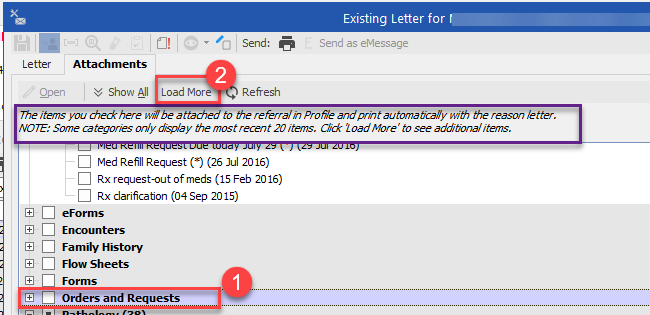 Existing Letter for
Send: Send as eMessage
Letter Attachments
Open Show All Load More Refresh
2
The items you check here will be attached to the referral in Profile and print automatically with the reason letter.
NOTE: Some categories only display the most recent 20 items. Click 'Load More' to see additional items.
Med Refill Request Due today July 29 (*) (29 Jul 2016)
Med Refill Request (*) (26 Jul 2016)
Rx request-out of meds (15 Feb 2016)
Rx clarification (04 Sep 2015)
eForms
Encounters
Family History
Flow Sheets
Forms
1
Orders and Requests
Pathology (38)